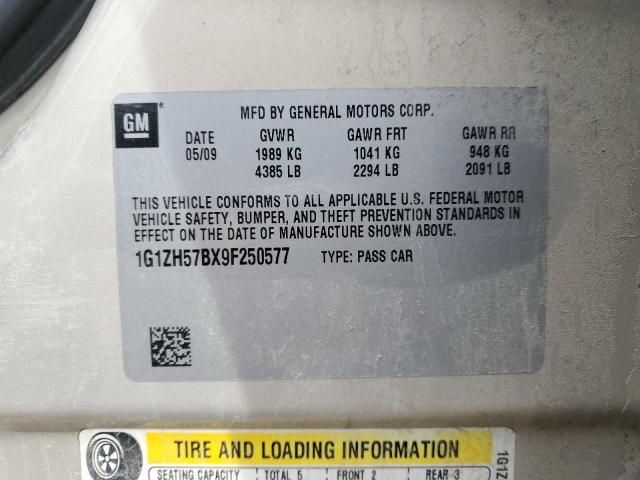 GM®
MFD BY GENERAL MOTORS CORP.
DATE GVWR GAWR FRT GAWR RR
05/09 1989 KG 1041 KG 948 KG
4385 LB 2294 LB 2091 LB
THIS VEHICLE CONFORMS TO ALL APPLICABLE U.S. FEDERAL MOTOR
VEHICLE SAFETY, BUMPER, AND THEFT PREVENTION STANDARDS IN
EFFECT ON THE DATE OF MANUFACTURE SHOWN ABOVE.
1G1ZH57BX9F250577 TYPE: PASS CAR
TIRE AND LOADING INFORMATION
SEATING CAPACITY TOTAL 5 FRONT 2 REAR 3
1G1Z